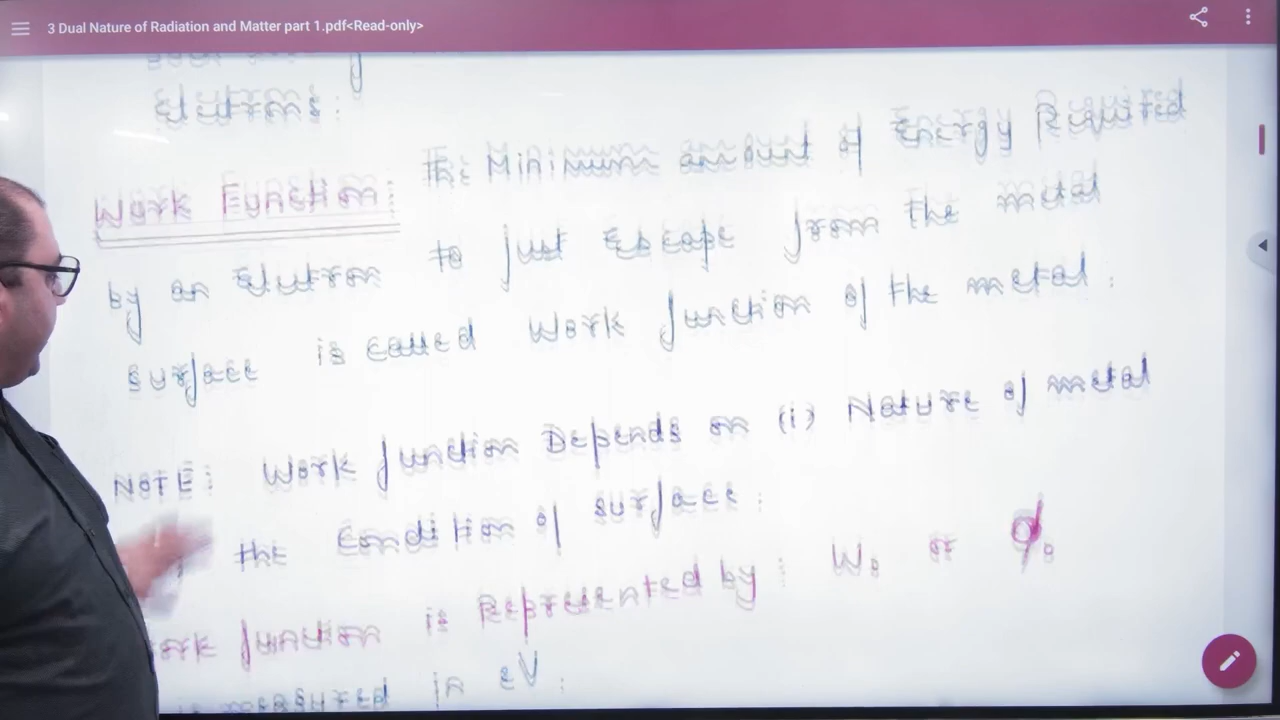 3 Dual Nature of Radiation and Matter part 1.pdf<Read-only>
Electrons.
Work Function: The Minimum amount of Energy Required
by an Electron to just Escape from the metal
surface is called Work function of the metal.
NOTE: Work function Depends on (i) Nature of metal
the condition of surface.
function is Represented by: W₀ or φ₀
measured in eV.